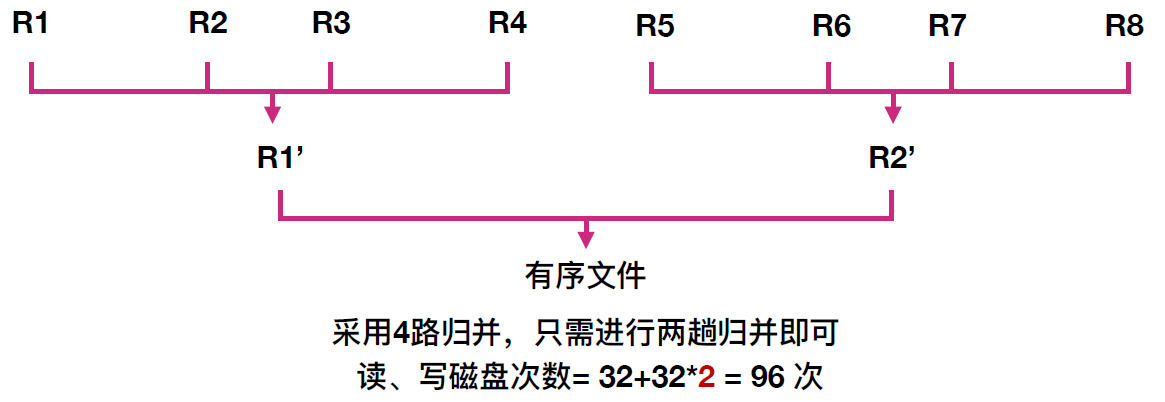 R1 R2 R3 R4 R5 R6 R7 R8
R1’ R2’
有序文件
采用4路归并，只需进行两趟归并即可
读、写磁盘次数= 32+32*2 = 96 次